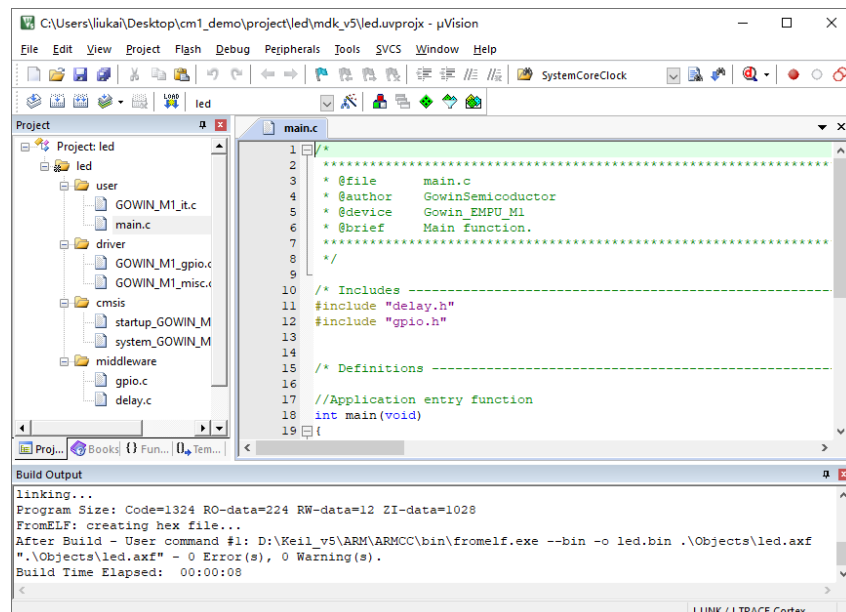 C:\Users\liukai\Desktop\cm1_demo\project\led\mdk_v5\led.uvprojx - µVision
File Edit View Project Flash Debug Peripherals Tools SVCS Window Help
SystemCoreClock
LOAD
led
Project
Project: led
led
user
GOWIN_M1_it.c
main.c
driver
GOWIN_M1_gpio.c
GOWIN_M1_misc.c
cmsis
startup_GOWIN_M
system_GOWIN_M
middleware
gpio.c
delay.c
Proj... Books {} Fun... Tem...
main.c
1 /*
2 ******************************************************************
3 * @file main.c
4 * @author GowinSemicoductor
5 * @device Gowin_EMPU_M1
6 * @brief Main function.
7 ******************************************************************
8 */
9
10 /* Includes ------------------------------------------------------
11 #include "delay.h"
12 #include "gpio.h"
13
14
15 /* Definitions ---------------------------------------------------
16
17 //Application entry function
18 int main(void)
19 {
Build Output
linking...
Program Size: Code=1324 RO-data=224 RW-data=12 ZI-data=1028
FromELF: creating hex file...
After Build - User command #1: D:\Keil_v5\ARM\ARMCC\bin\fromelf.exe --bin -o led.bin .\Objects\led.axf
".\Objects\led.axf" - 0 Error(s), 0 Warning(s).
Build Time Elapsed: 00:00:08